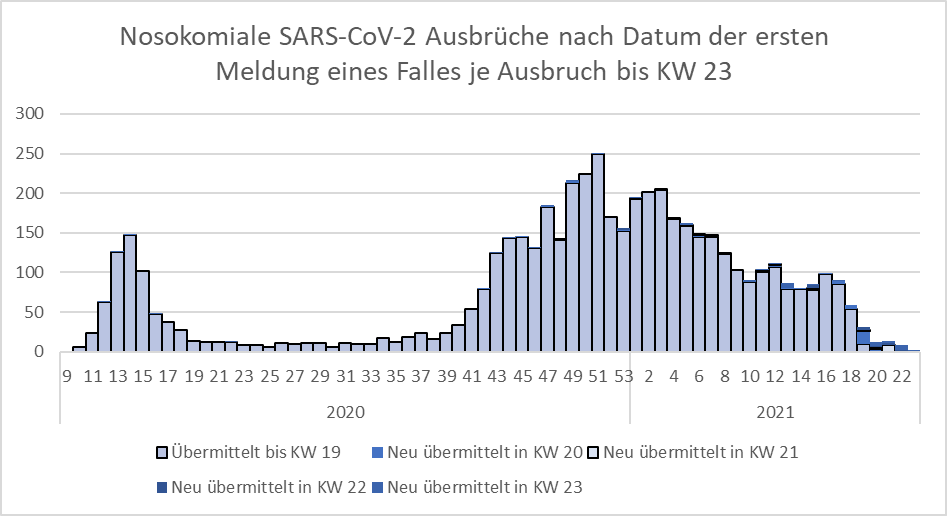 Nosokomiale SARS-CoV-2 Ausbrüche nach Datum der ersten
Meldung eines Falles je Ausbruch bis KW 23
300
250
200
150
100
50
0
9 11 13 15 17 19 21 23 25 27 29 31 33 35 37 39 41 43 45 47 49 51 53 2 4 6 8 10 12 14 16 18 20 22
2020 2021
Übermittelt bis KW 19 Neu übermittelt in KW 20 Neu übermittelt in KW 21
Neu übermittelt in KW 22 Neu übermittelt in KW 23